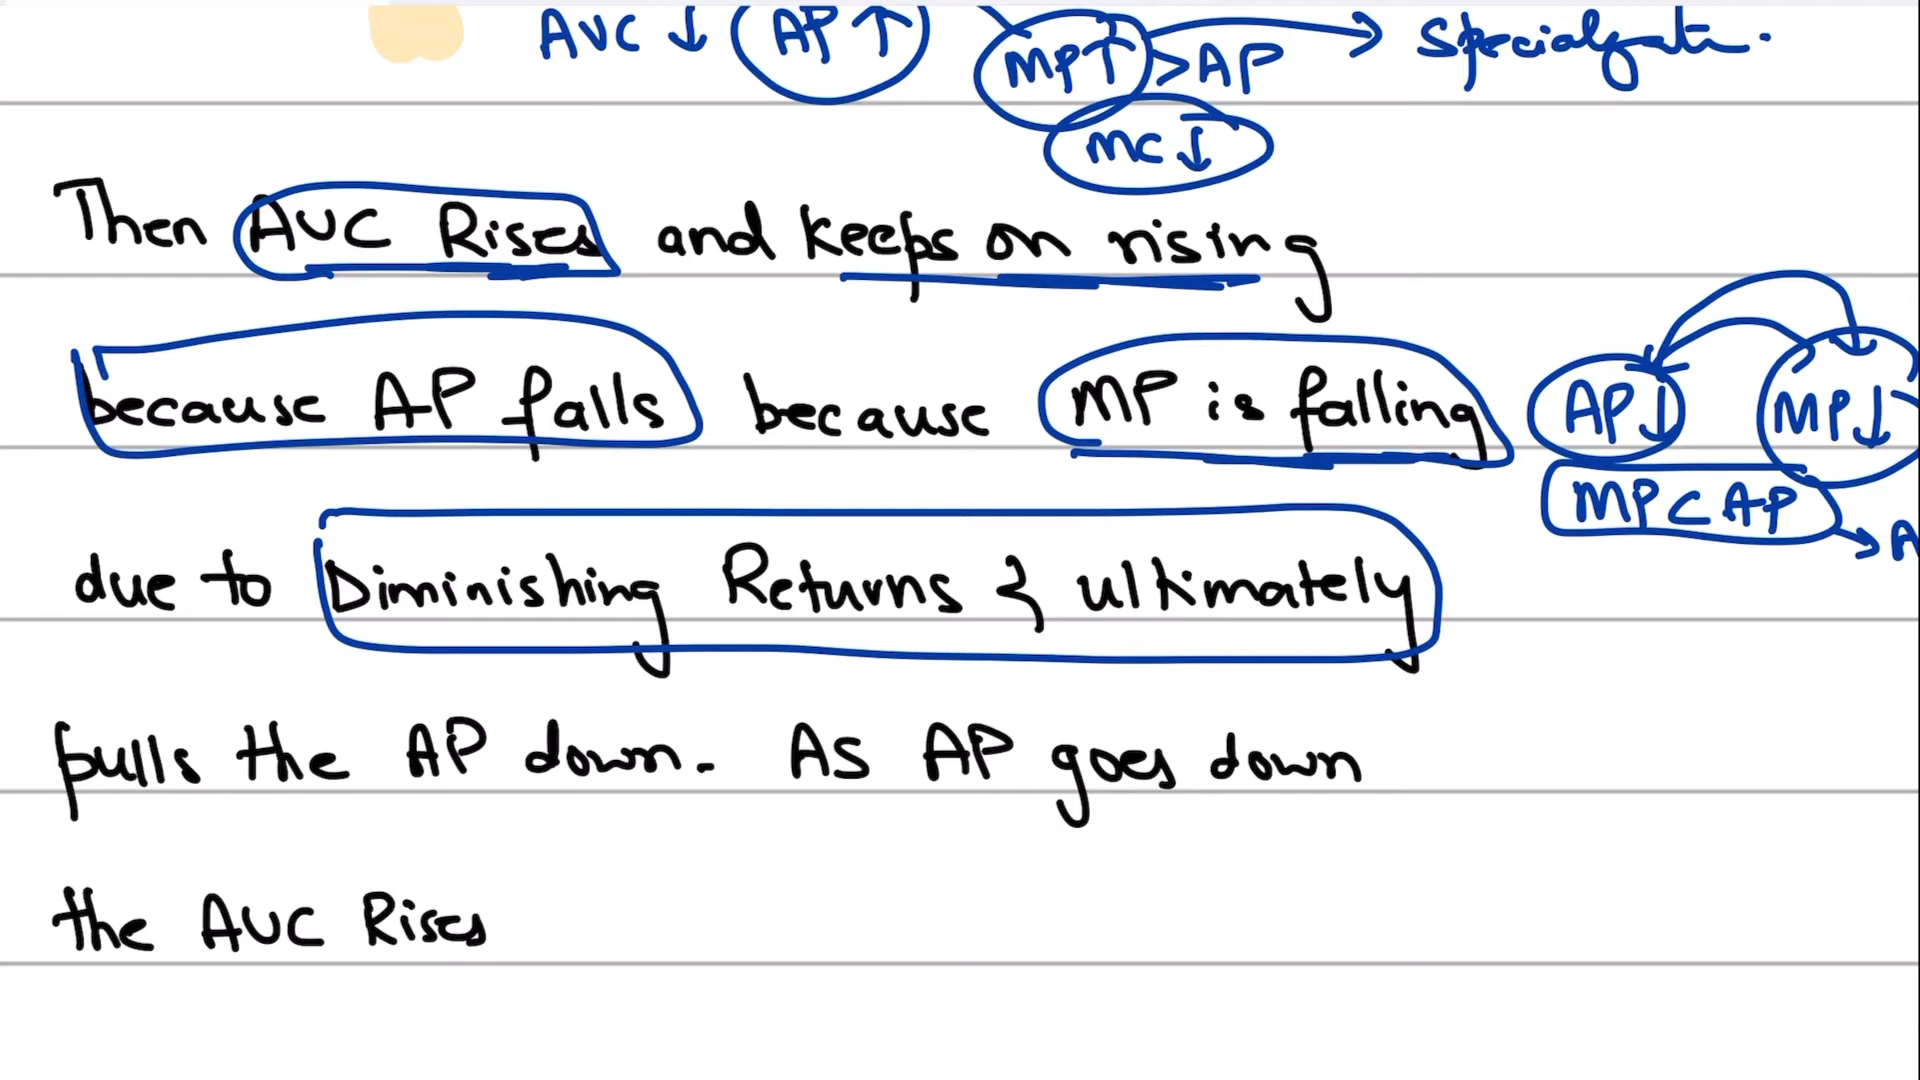 AVC ↓ AP ↑ MP↑ >AP →
MC ↓
Then AVC Rises and keeps on rising
because AP falls because MP is falling AP↓ MP↓
MP < AP → A
due to Diminishing Returns & ultimately
pulls the AP down. As AP goes down
the AVC Rises